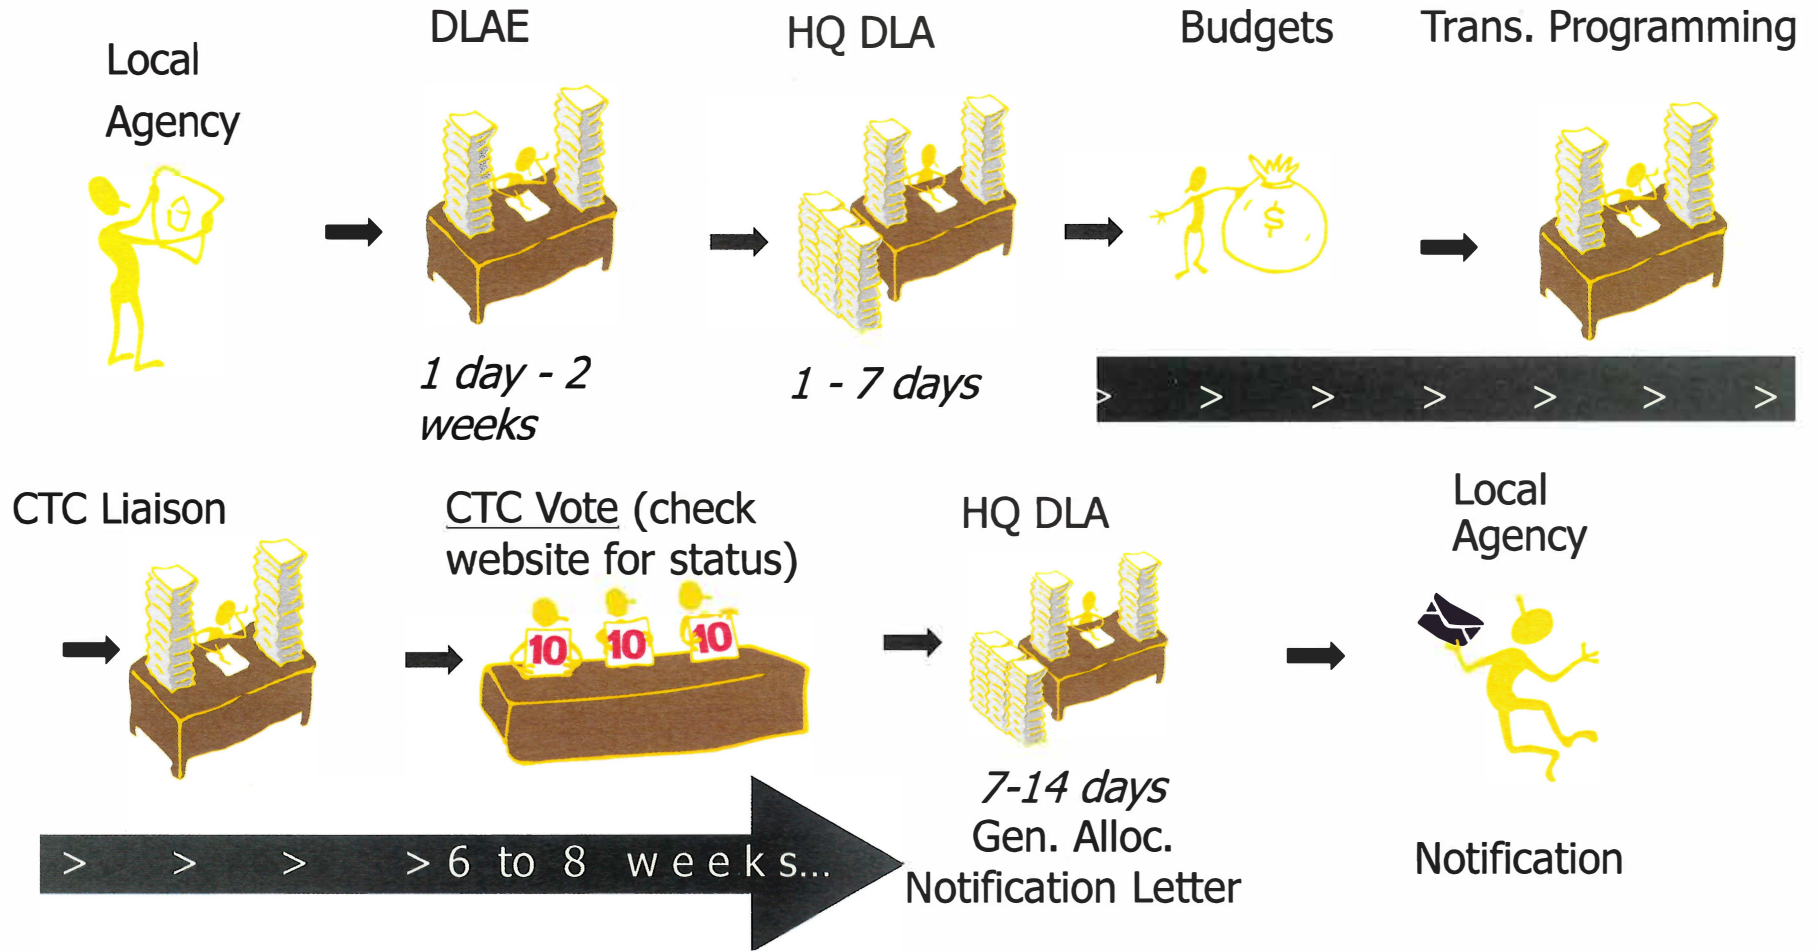 Local
Agency
DLAE
HQ DLA
Budgets
Trans. Programming
$
1 day - 2
weeks
1 - 7 days
> > > > > > >
CTC Liaison
CTC Vote (check
website for status)
10 10 10
HQ DLA
Local
Agency
> > > > 6 to 8 weeks...
7-14 days
Gen. Alloc.
Notification Letter
Notification